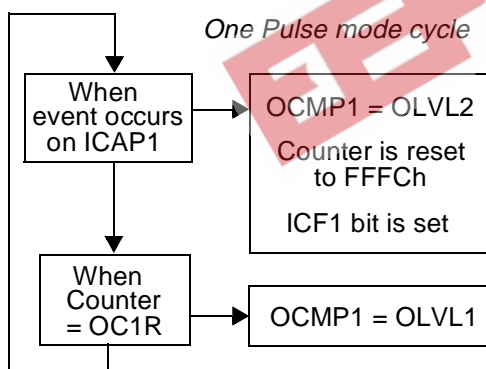 One Pulse mode cycle
When
event occurs
on ICAP1
OCMP1 = OLVL2
Counter is reset
to FFFCh
ICF1 bit is set
When
Counter
= OC1R
OCMP1 = OLVL1